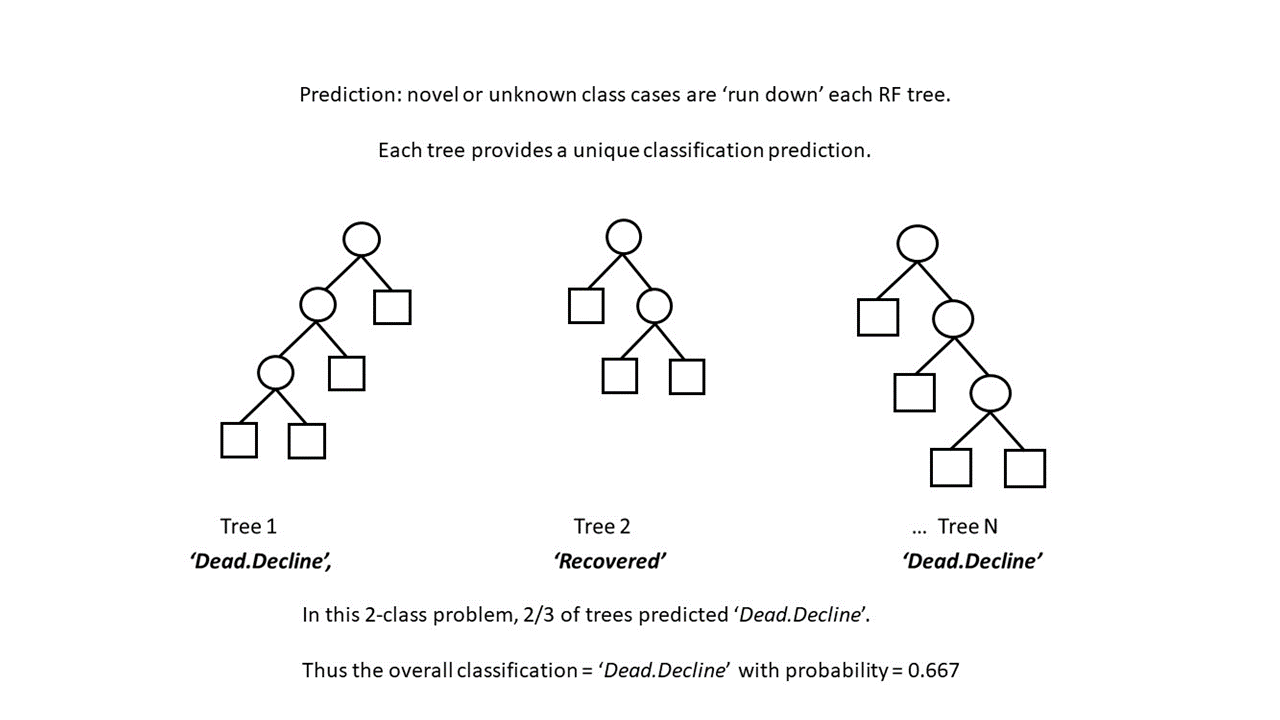 Prediction: novel or unknown class cases are ‘run down’ each RF tree.
Each tree provides a unique classification prediction.
Tree 1
‘Dead.Decline’,
Tree 2
‘Recovered’
... Tree N
‘Dead.Decline’
In this 2-class problem, 2/3 of trees predicted ‘Dead.Decline’.
Thus the overall classification = ‘Dead.Decline’ with probability = 0.667